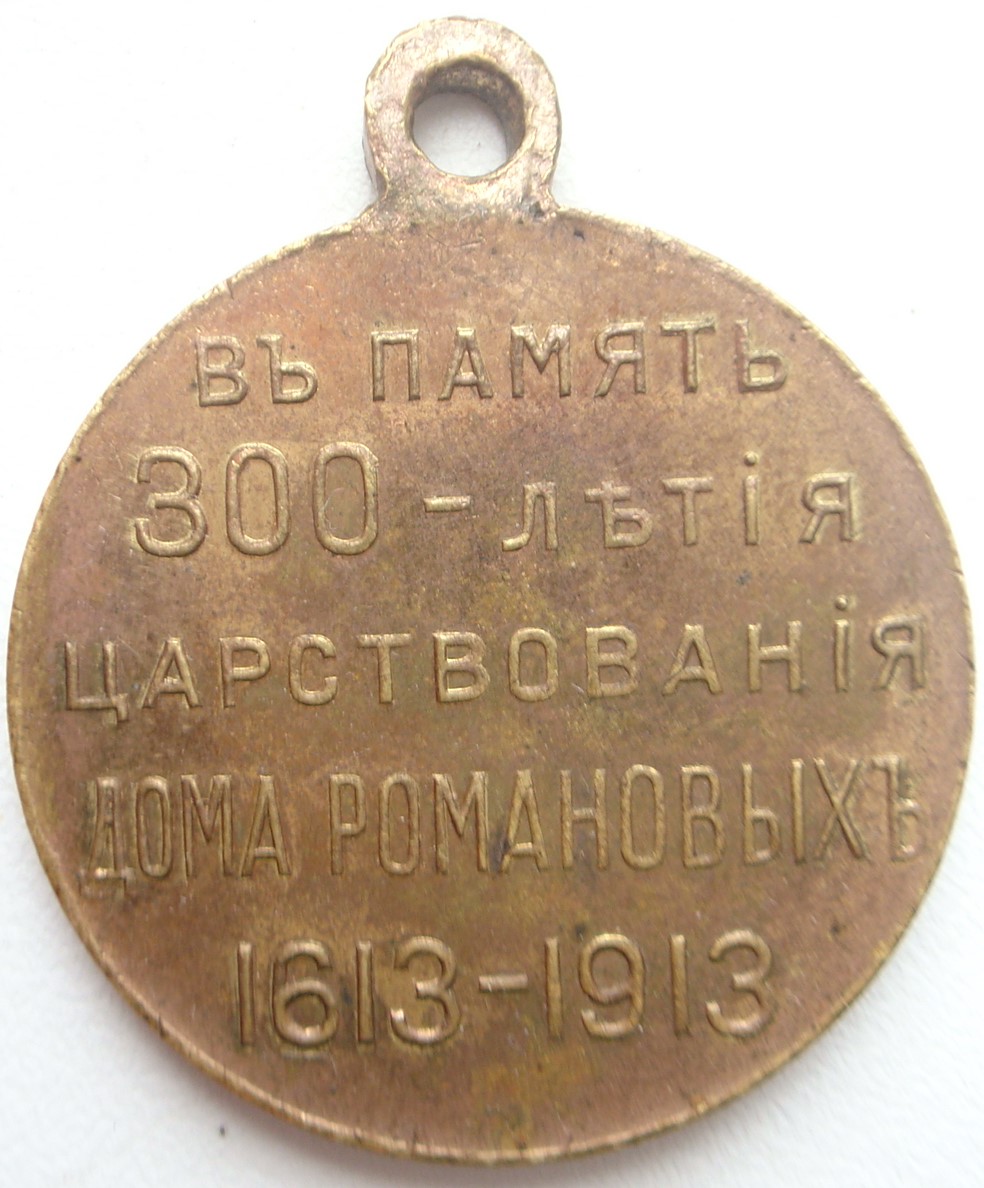 ВЪ ПАМЯТЬ
300-ЛѢТІЯ
ЦАРСТВОВАНІЯ
ДОМА РОМАНОВЫХЪ
1613-1913